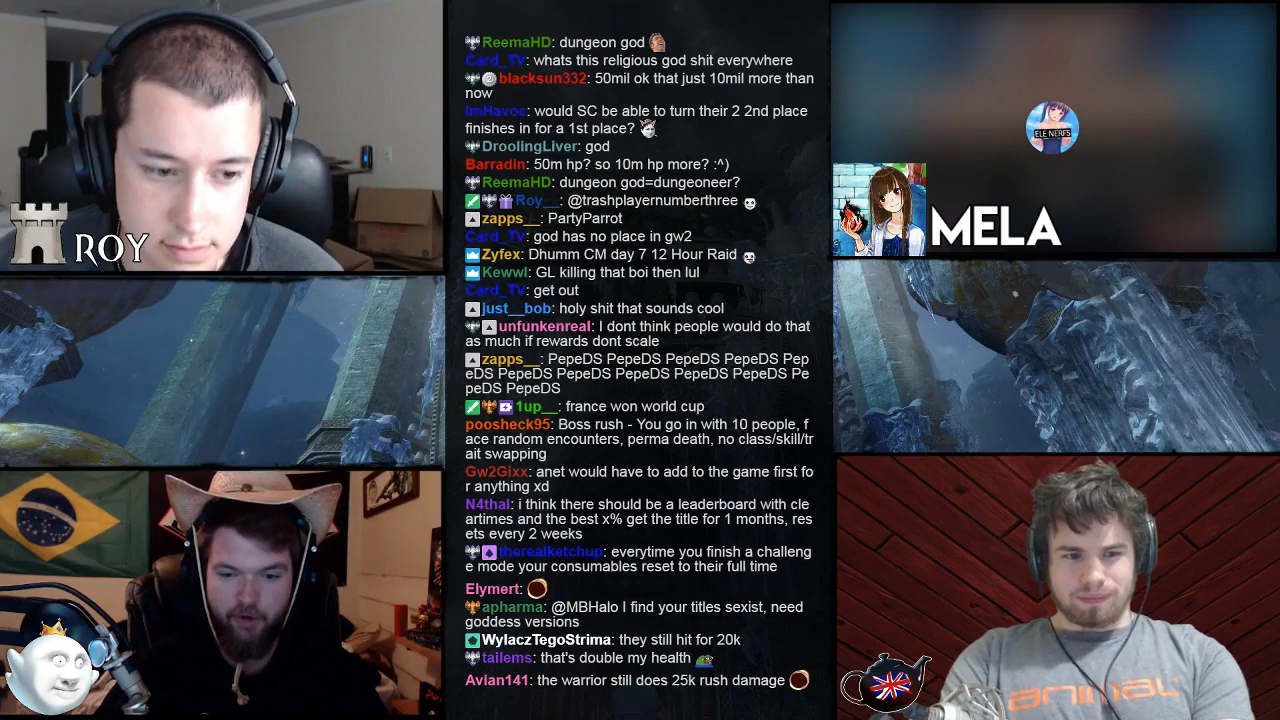 ReemaHD: dungeon god
Card_TV: whats this religious god shit everywhere
blacksun332: 50mil ok that just 10mil more than
now
ImHavoc: would SC be able to turn their 2 2nd place
finishes in for a 1st place?
DroolingLiver: god
Barradln: 50m hp? so 10m hp more? :^)
ReemaHD: dungeon god=dungeoneer?
Roy__: @trashplayernumberthree
zapps__: PartyParrot
Card_TV: god has no place in gw2
Zyfex: Dhumm CM day 7 12 Hour Raid
Kewwl: GL killing that boi then lul
Card_TV: get out
just__bob: holy shit that sounds cool
unfunkenreal: I dont think people would do that
as much if rewards dont scale
zapps__: PepeDS PepeDS PepeDS PepeDS Pep
eDS PepeDS PepeDS PepeDS PepeDS PepeDS Pe
peDS PepeDS
1up__: france won world cup
poosheck95: Boss rush - You go in with 10 people, f
ace random encounters, perma death, no class/skill/tr
ait swapping
Gw2Gixx: anet would have to add to the game first fo
r anything xd
N4thal: i think there should be a leaderboard with cle
artimes and the best x% get the title for 1 months, res
ets every 2 weeks
therealketchup: everytime you finish a challeng
e mode your consumables reset to their full time
Elymert:
apharma: @MBHalo I find your titles sexist, need
goddess versions
WylaczTegoStrima: they still hit for 20k
tailems: that's double my health
Avian141: the warrior still does 25k rush damage
ROY
ELE NERFS
MELA
animal